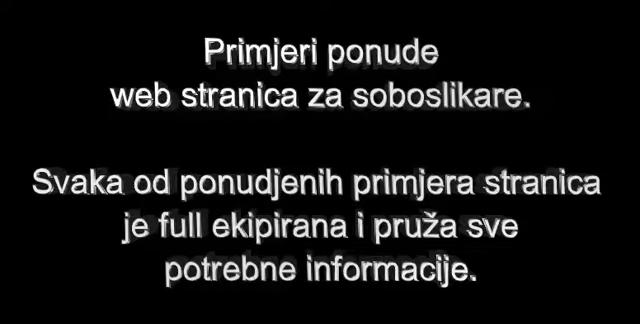 Primjeri ponude
web stranica za soboslikare.
Svaka od ponudjenih primjera stranica
je full ekipirana i pruža sve
potrebne informacije.